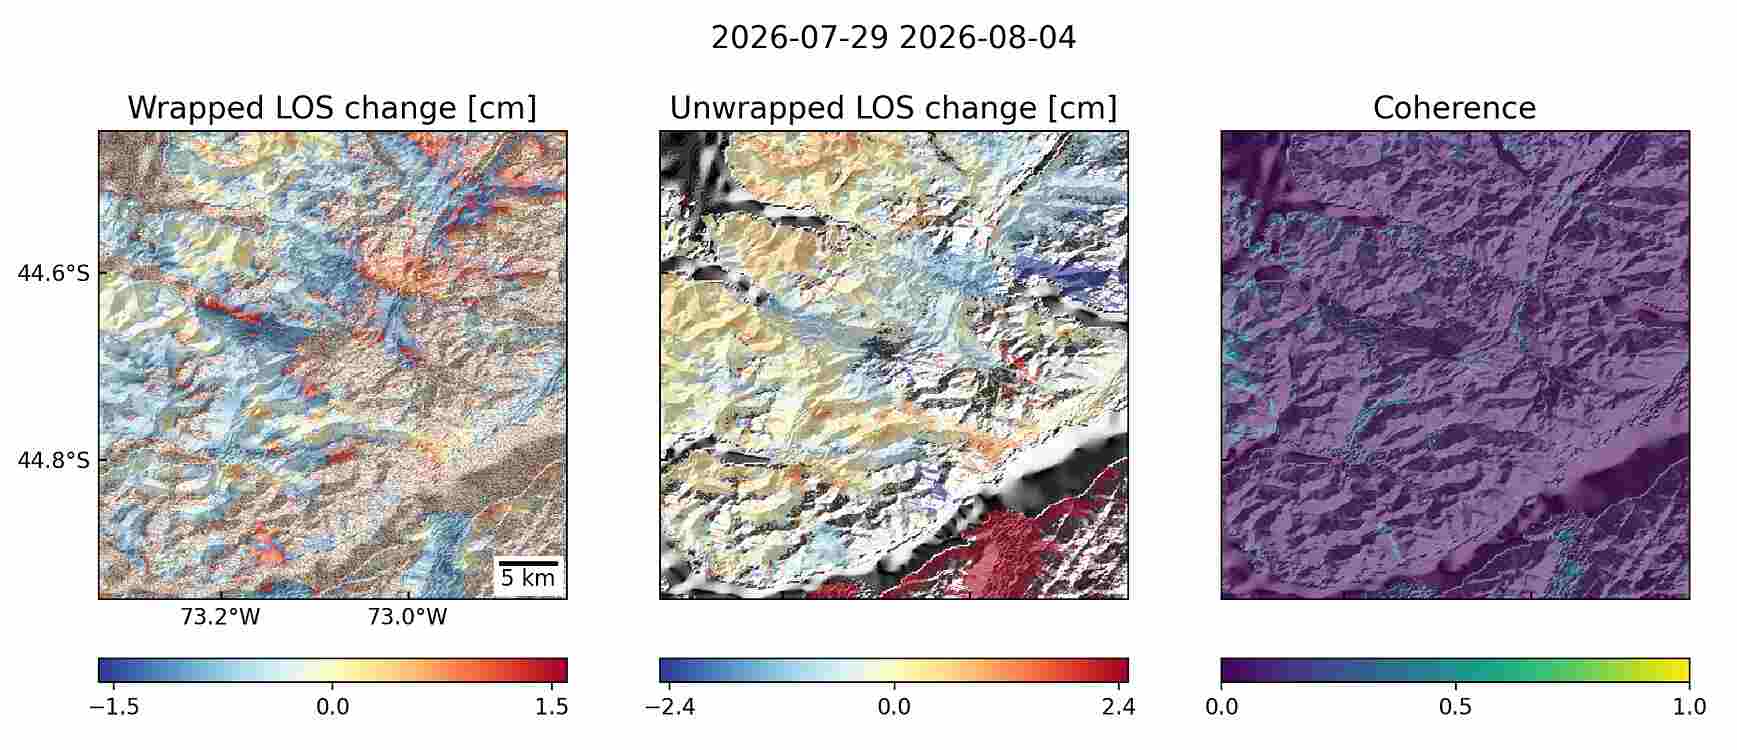 2026-07-29 2026-08-04
Wrapped LOS change [cm]
Unwrapped LOS change [cm]
Coherence
44.6°S
44.8°S
5 km
73.2°W
73.0°W
−1.5
0.0
1.5
−2.4
0.0
2.4
0.0
0.5
1.0